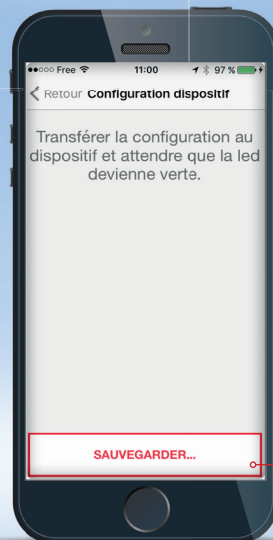 Free 11:00 97 %
Retour Configuration dispositif
Transférer la configuration au
dispositif et attendre que la led
devienne verte.
SAUVEGARDER...